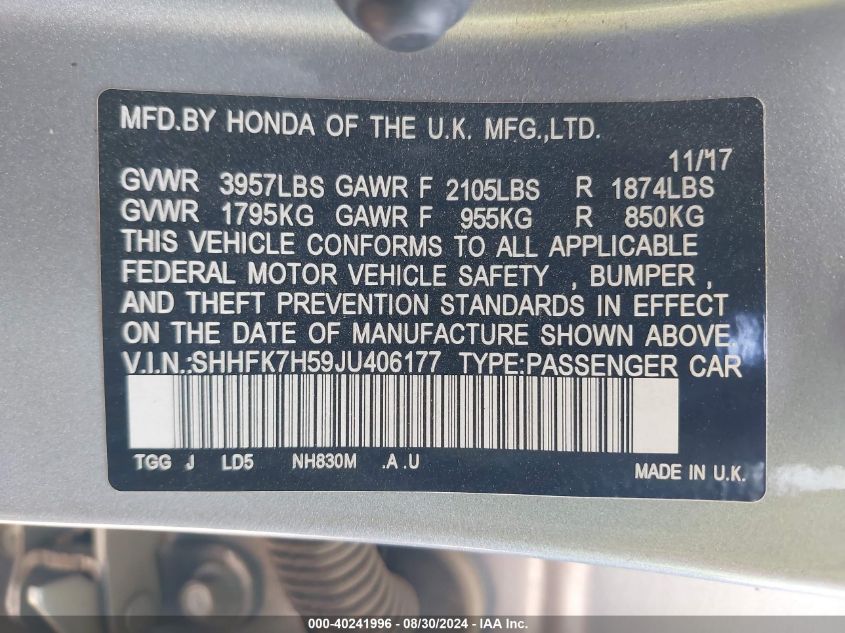 MFD.BY HONDA OF THE U.K. MFG.,LTD.
11/17
GVWR 3957LBS GAWR F 2105LBS R 1874LBS
GVWR 1795KG GAWR F 955KG R 850KG
THIS VEHICLE CONFORMS TO ALL APPLICABLE
FEDERAL MOTOR VEHICLE SAFETY , BUMPER ,
AND THEFT PREVENTION STANDARDS IN EFFECT
ON THE DATE OF MANUFACTURE SHOWN ABOVE.
V.I.N.:SHHFK7H59JU406177 TYPE:PASSENGER CAR
TGG J LD5 NH830M .A .U
MADE IN U.K.
000-40241996 - 08/30/2024 - IAA Inc.